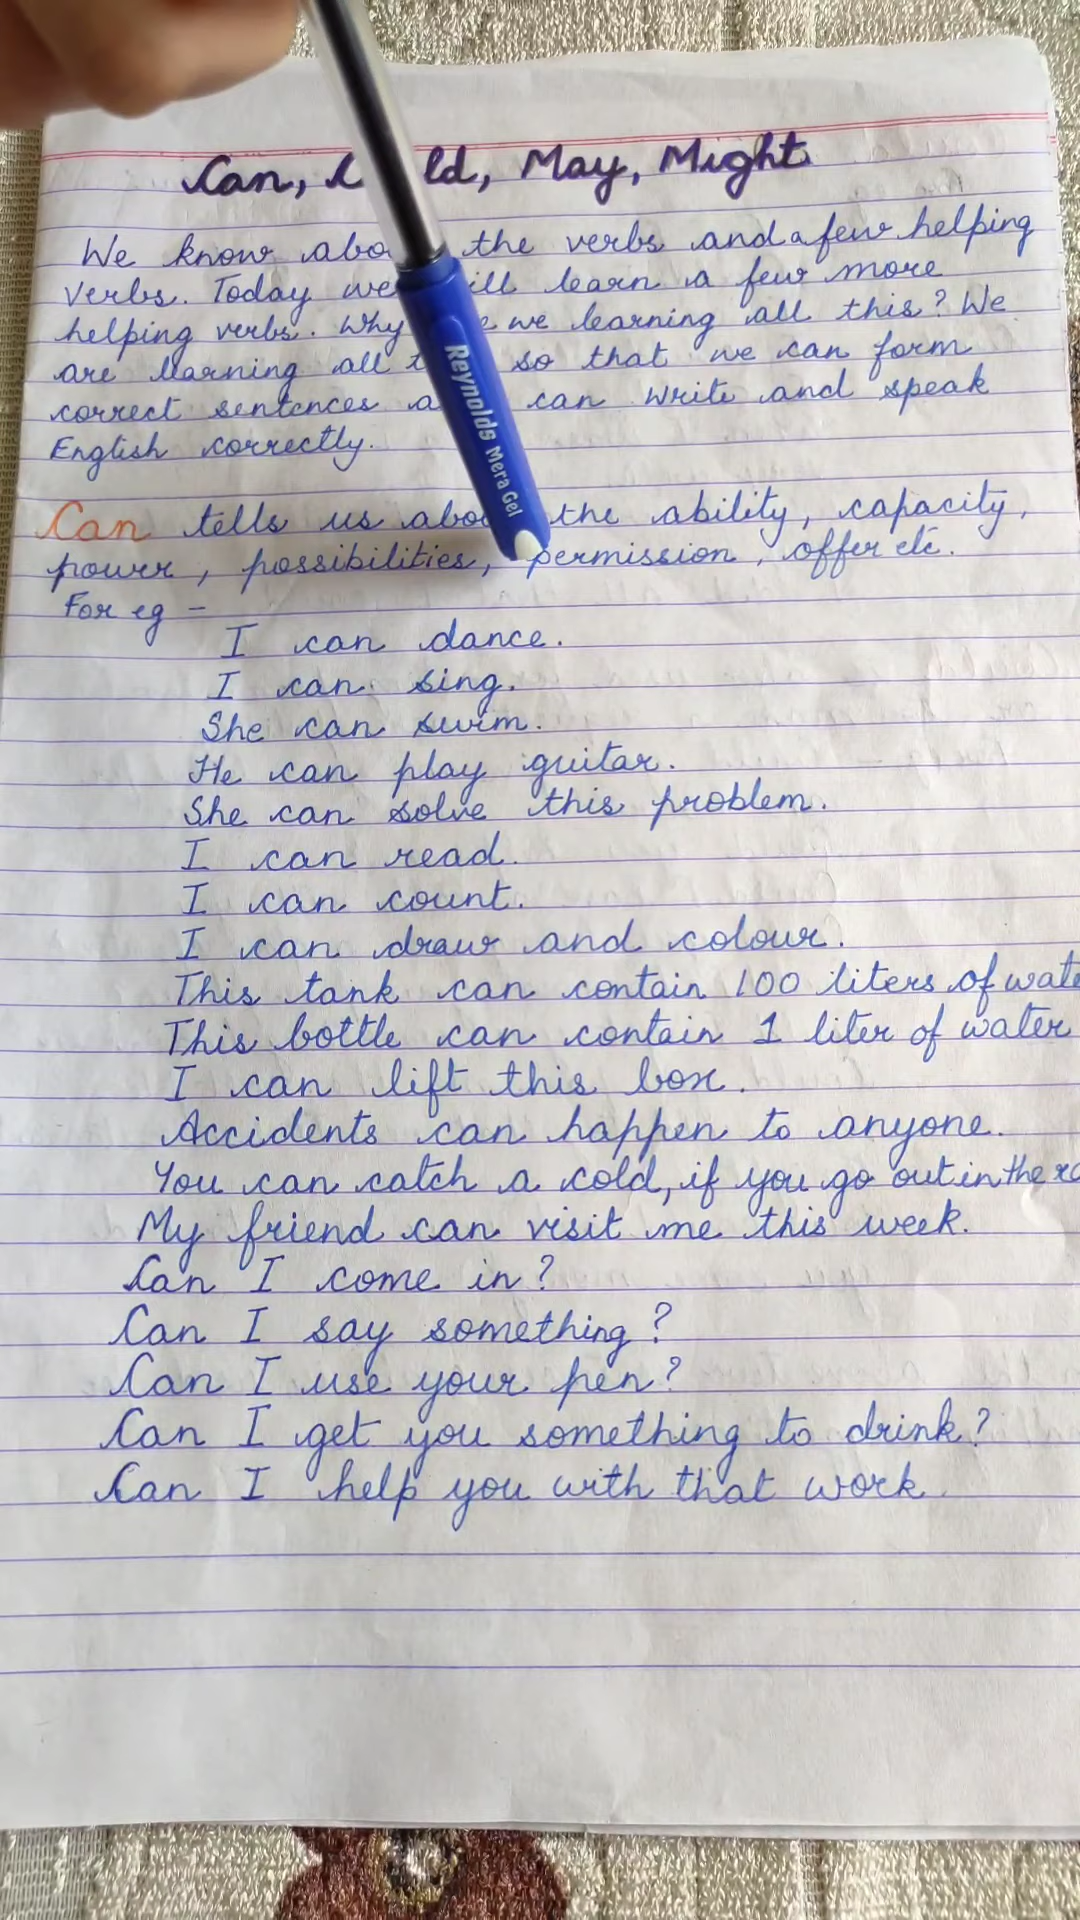 Can, ld, May, Might
We know abo the verbs and a few helping
verbs. Today we ill learn a few more
helping verbs. Why e we learning all this? We
are learning all t so that we can form
correct sentences a can write and speak
English correctly.
Can tells us abou the ability, capacity,
power, possibilities, permission, offer etc.
For eg -
I can dance.
I can sing.
She can swim.
He can play guitar.
She can solve this problem.
I can read.
I can count.
I can draw and colour.
This tank can contain 100 liters of wate
This bottle can contain 1 liter of water
I can lift this box.
Accidents can happen to anyone.
You can catch a cold, if you go out in the ra
My friend can visit me this week.
Can I come in?
Can I say something?
Can I use your pen?
Can I get you something to drink?
Can I help you with that work.
Reynolds Mera Gel